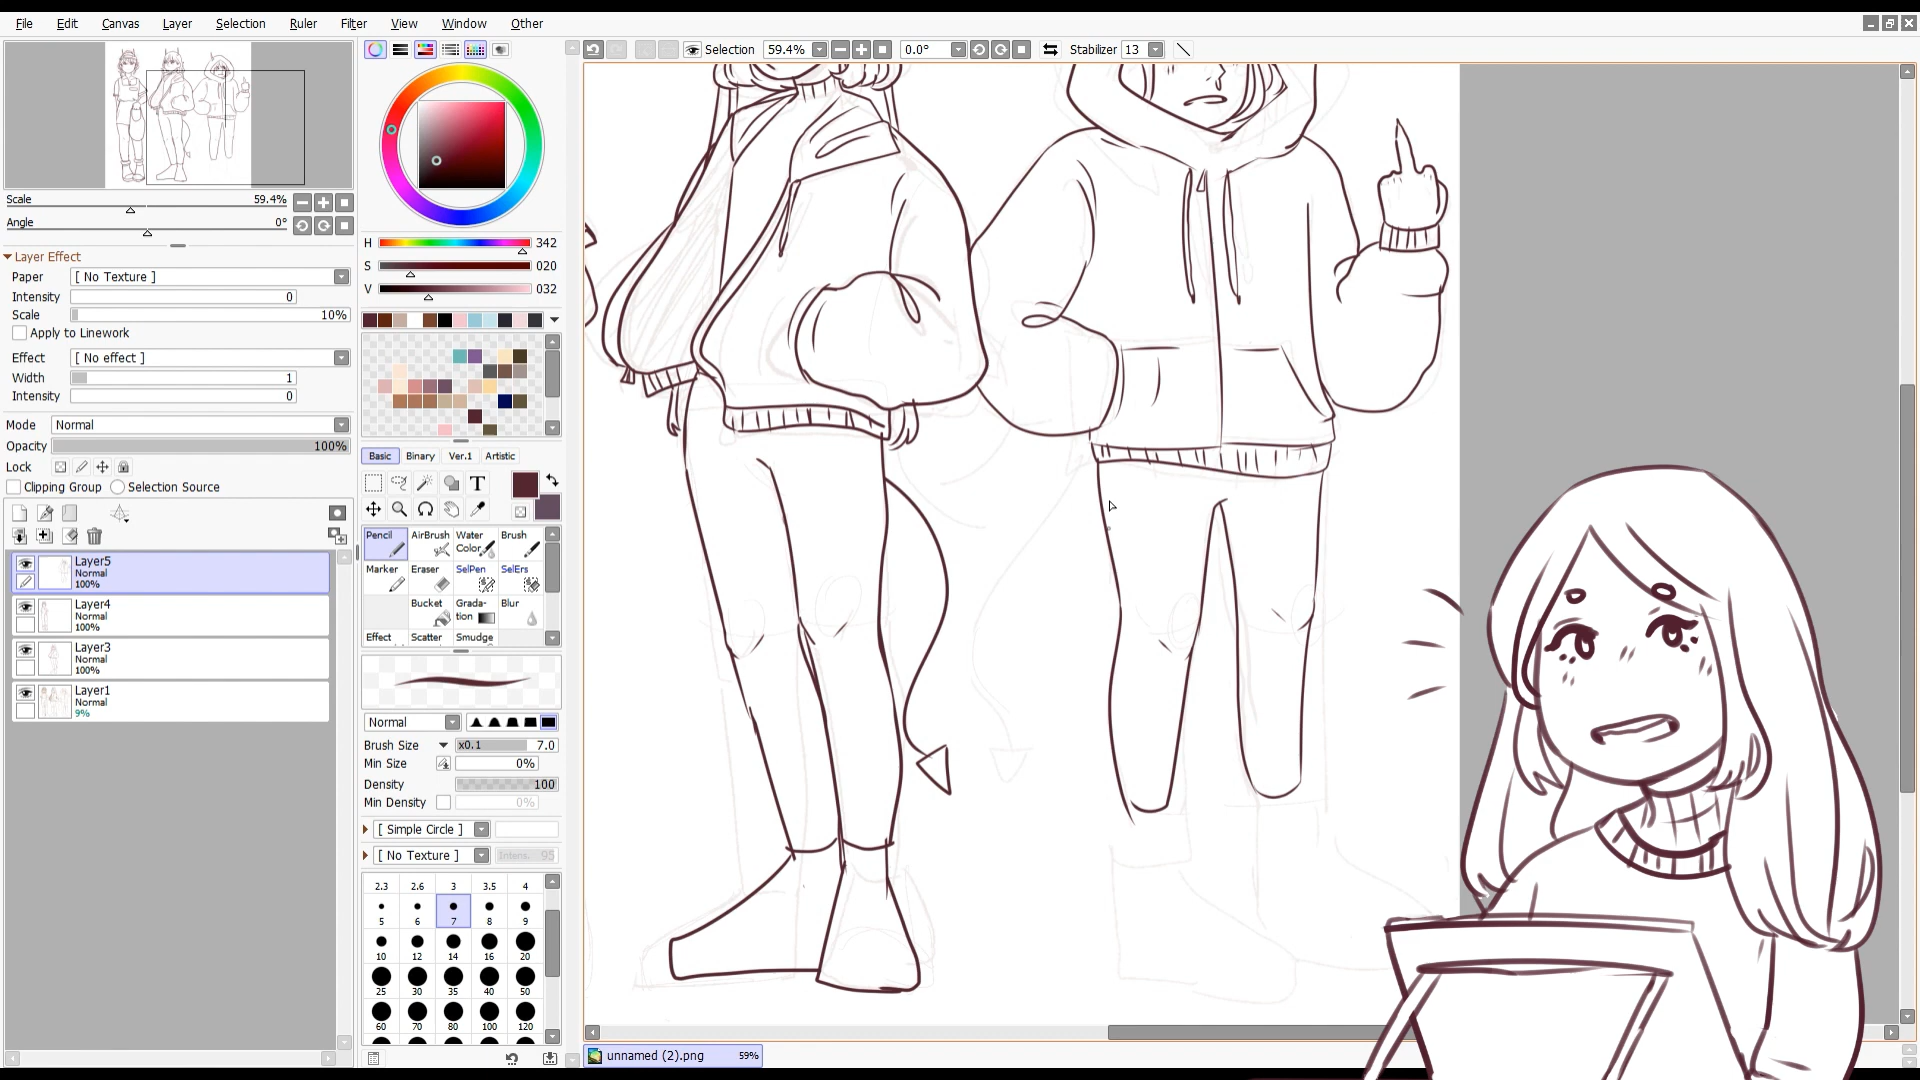 File Edit Canvas Layer Selection Ruler Filter View Window Other
Selection 59.4% 0.0° Stabilizer 13
Scale 59.4%
Angle 0°
Layer Effect
Paper [ No Texture ]
Intensity 0
Scale 10%
Apply to Linework
Effect [ No effect ]
Width 1
Intensity 0
Mode Normal
Opacity 100%
Lock
Clipping Group Selection Source
Layer5
Normal
100%
Layer4
Normal
100%
Layer3
Normal
100%
Layer1
Normal
9%
H 342
S 020
V 032
Basic Binary Ver.1 Artistic
T
Pencil AirBrush Water Color Brush
Marker Eraser SelPen SelErs
Bucket Grada-tion Blur
Effect Scatter Smudge
Normal
Brush Size x0.1 7.0
Min Size 0%
Density 100
Min Density 0%
[ Simple Circle ]
[ No Texture ] Intens. 95
2.3 2.6 3 3.5 4
5 6 7 8 9
10 12 14 16 20
25 30 35 40 50
60 70 80 100 120
unnamed (2).png 59%